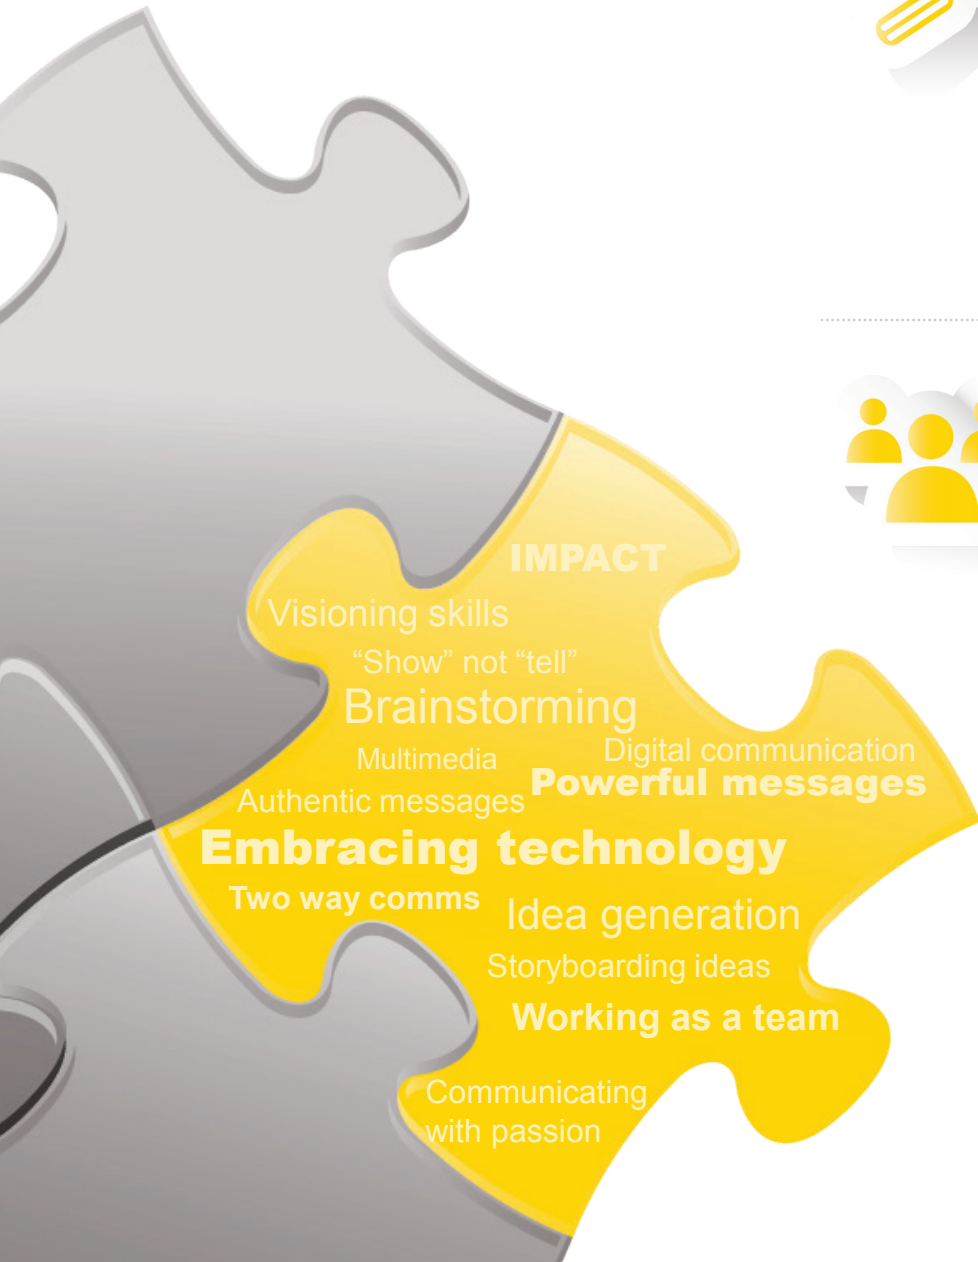 IMPACT
Visioning skills
“Show” not “tell”
Brainstorming
Multimedia
Digital communication
Powerful messages
Authentic messages
Embracing technology
Two way comms
Idea generation
Storyboarding ideas
Working as a team
Communicating
with passion